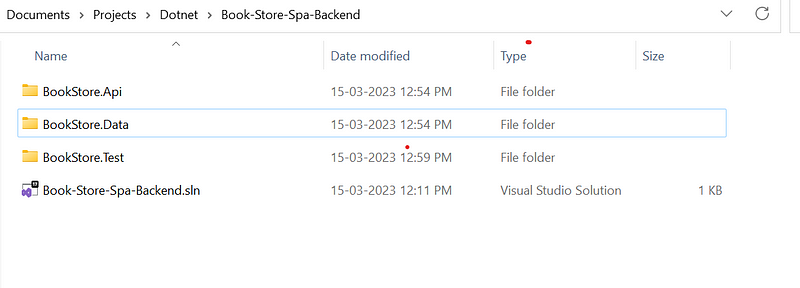 Documents > Projects > Dotnet > Book-Store-Spa-Backend
Name Date modified Type Size
BookStore.Api 15-03-2023 12:54 PM File folder
BookStore.Data 15-03-2023 12:54 PM File folder
BookStore.Test 15-03-2023 12:59 PM File folder
Book-Store-Spa-Backend.sln 15-03-2023 12:11 PM Visual Studio Solution 1 KB